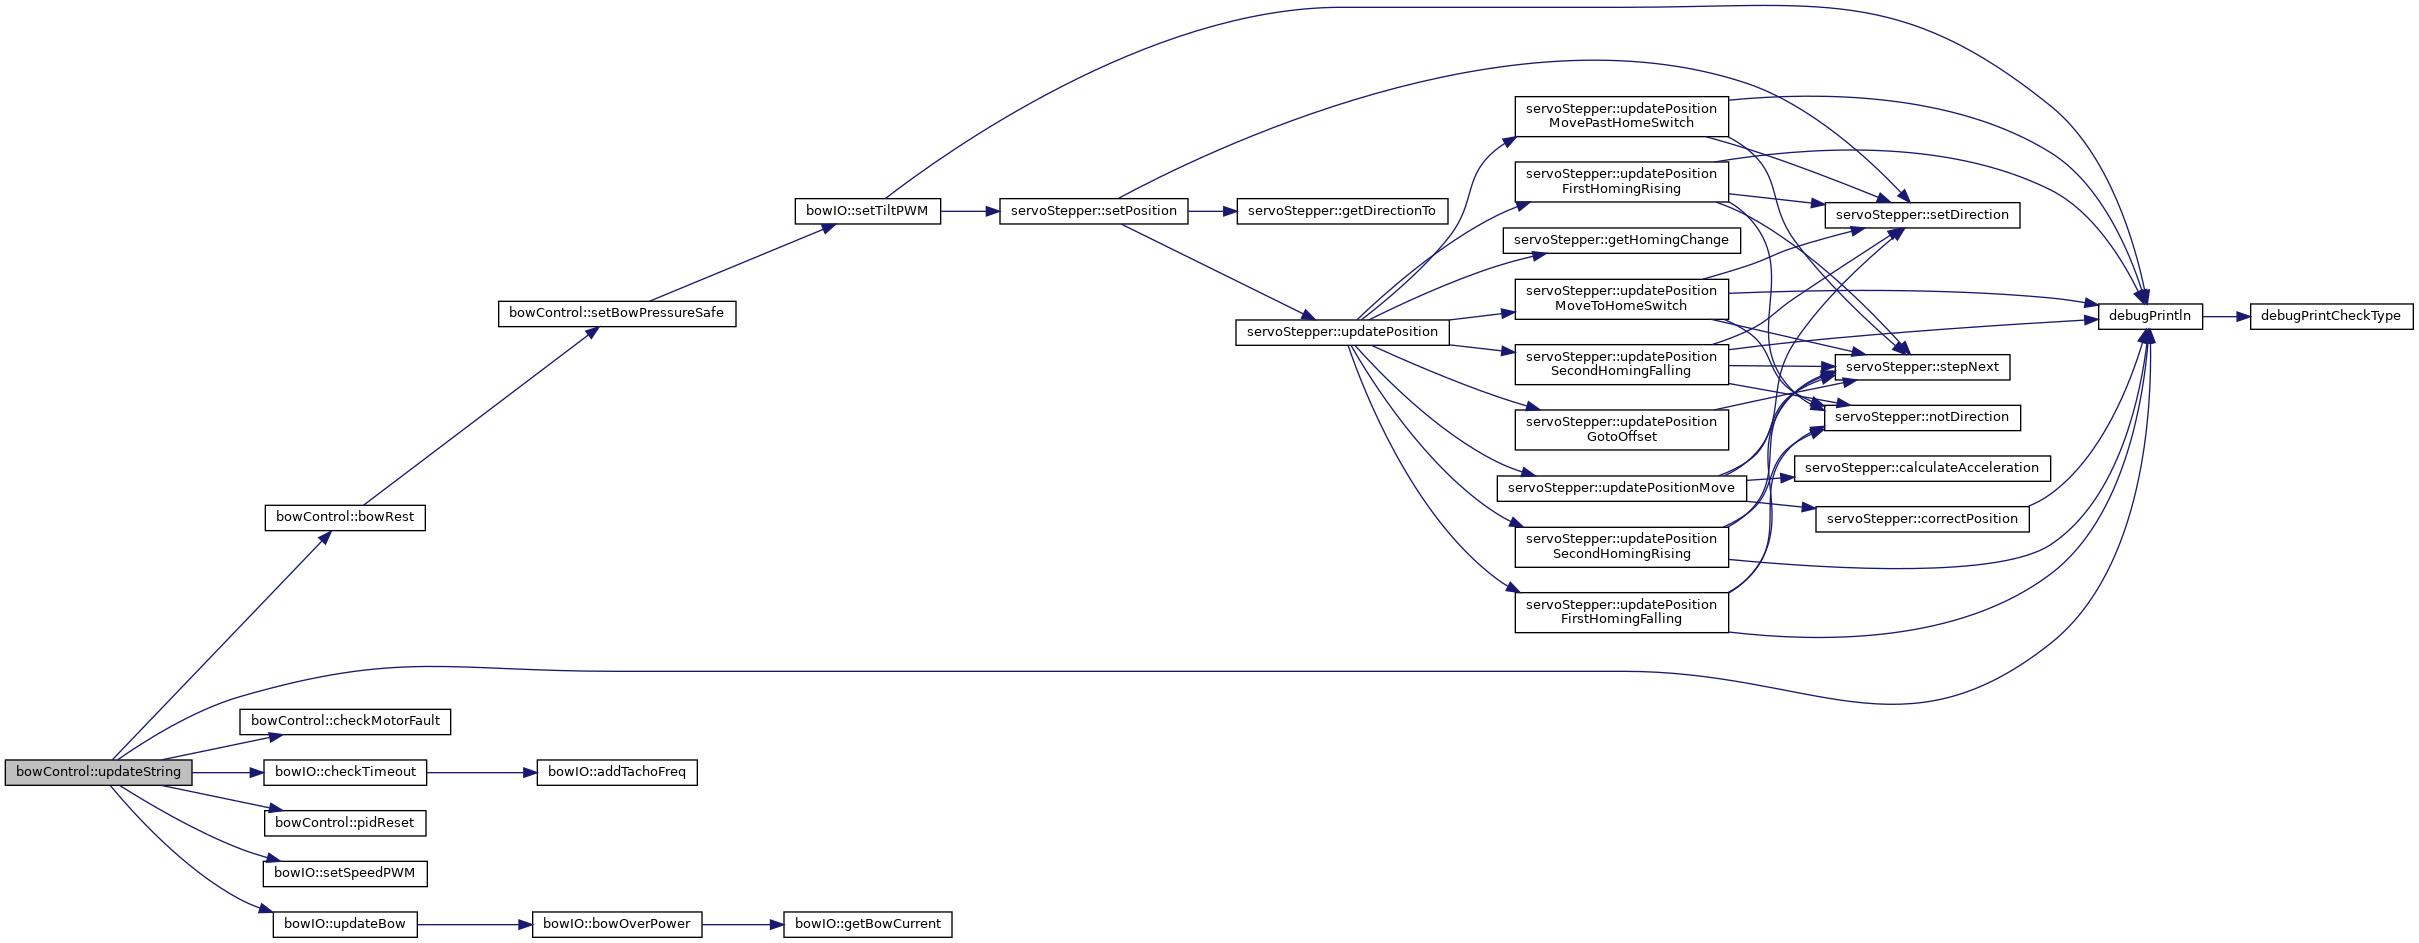 bowControl::updateString
bowControl::bowRest
bowControl::setBowPressureSafe
bowIO::setTiltPWM
servoStepper::setPosition
servoStepper::getDirectionTo
servoStepper::updatePosition
servoStepper::updatePosition
MovePastHomeSwitch
servoStepper::updatePosition
FirstHomingRising
servoStepper::getHomingChange
servoStepper::updatePosition
MoveToHomeSwitch
servoStepper::updatePosition
SecondHomingFalling
servoStepper::updatePosition
GotoOffset
servoStepper::updatePositionMove
servoStepper::updatePosition
SecondHomingRising
servoStepper::updatePosition
FirstHomingFalling
servoStepper::setDirection
servoStepper::stepNext
servoStepper::notDirection
servoStepper::calculateAcceleration
servoStepper::correctPosition
debugPrintln
debugPrintCheckType
bowControl::checkMotorFault
bowIO::checkTimeout
bowIO::addTachoFreq
bowControl::pidReset
bowIO::setSpeedPWM
bowIO::updateBow
bowIO::bowOverPower
bowIO::getBowCurrent